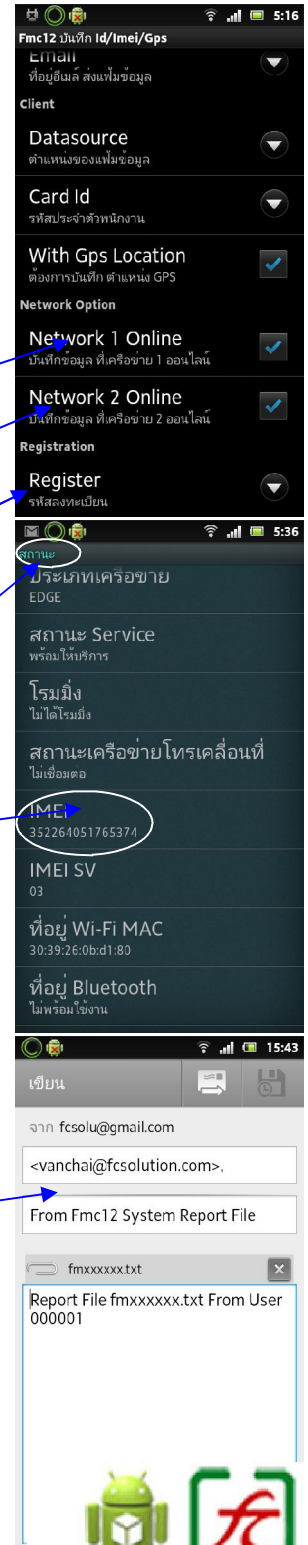 5:16
Fmc12 บันทึก Id/Imei/Gps
Email
ที่อยู่อีเมล์ ส่งแฟ้มข้อมูล
Client
Datasource
ตำแหน่งของแฟ้มข้อมูล
Card Id
รหัสประจำตัวพนักงาน
With Gps Location
ต้องการบันทึก ตำแหน่ง GPS
Network Option
Network 1 Online
บันทึกข้อมูล ที่เครือข่าย 1 ออนไลน์
Network 2 Online
บันทึกข้อมูล ที่เครือข่าย 2 ออนไลน์
Registration
Register
รหัสลงทะเบียน
5:36
สถานะ
ประเภทเครือข่าย
EDGE
สถานะ Service
พร้อมให้บริการ
โรมมิ่ง
ไม่ได้โรมมิ่ง
สถานะเครือข่ายโทรเคลื่อนที่
ไม่เชื่อมต่อ
IMEI
352264051765374
IMEI SV
03
ที่อยู่ Wi-Fi MAC
30:39:26:0b:d1:80
ที่อยู่ Bluetooth
ไม่พร้อมใช้งาน
15:43
เขียน
จาก fcsolu@gmail.com
<vanchai@fcsolution.com>,
From Fmc12 System Report File
fmxxxxxx.txt
Report File fmxxxxxx.txt From User
000001
fc